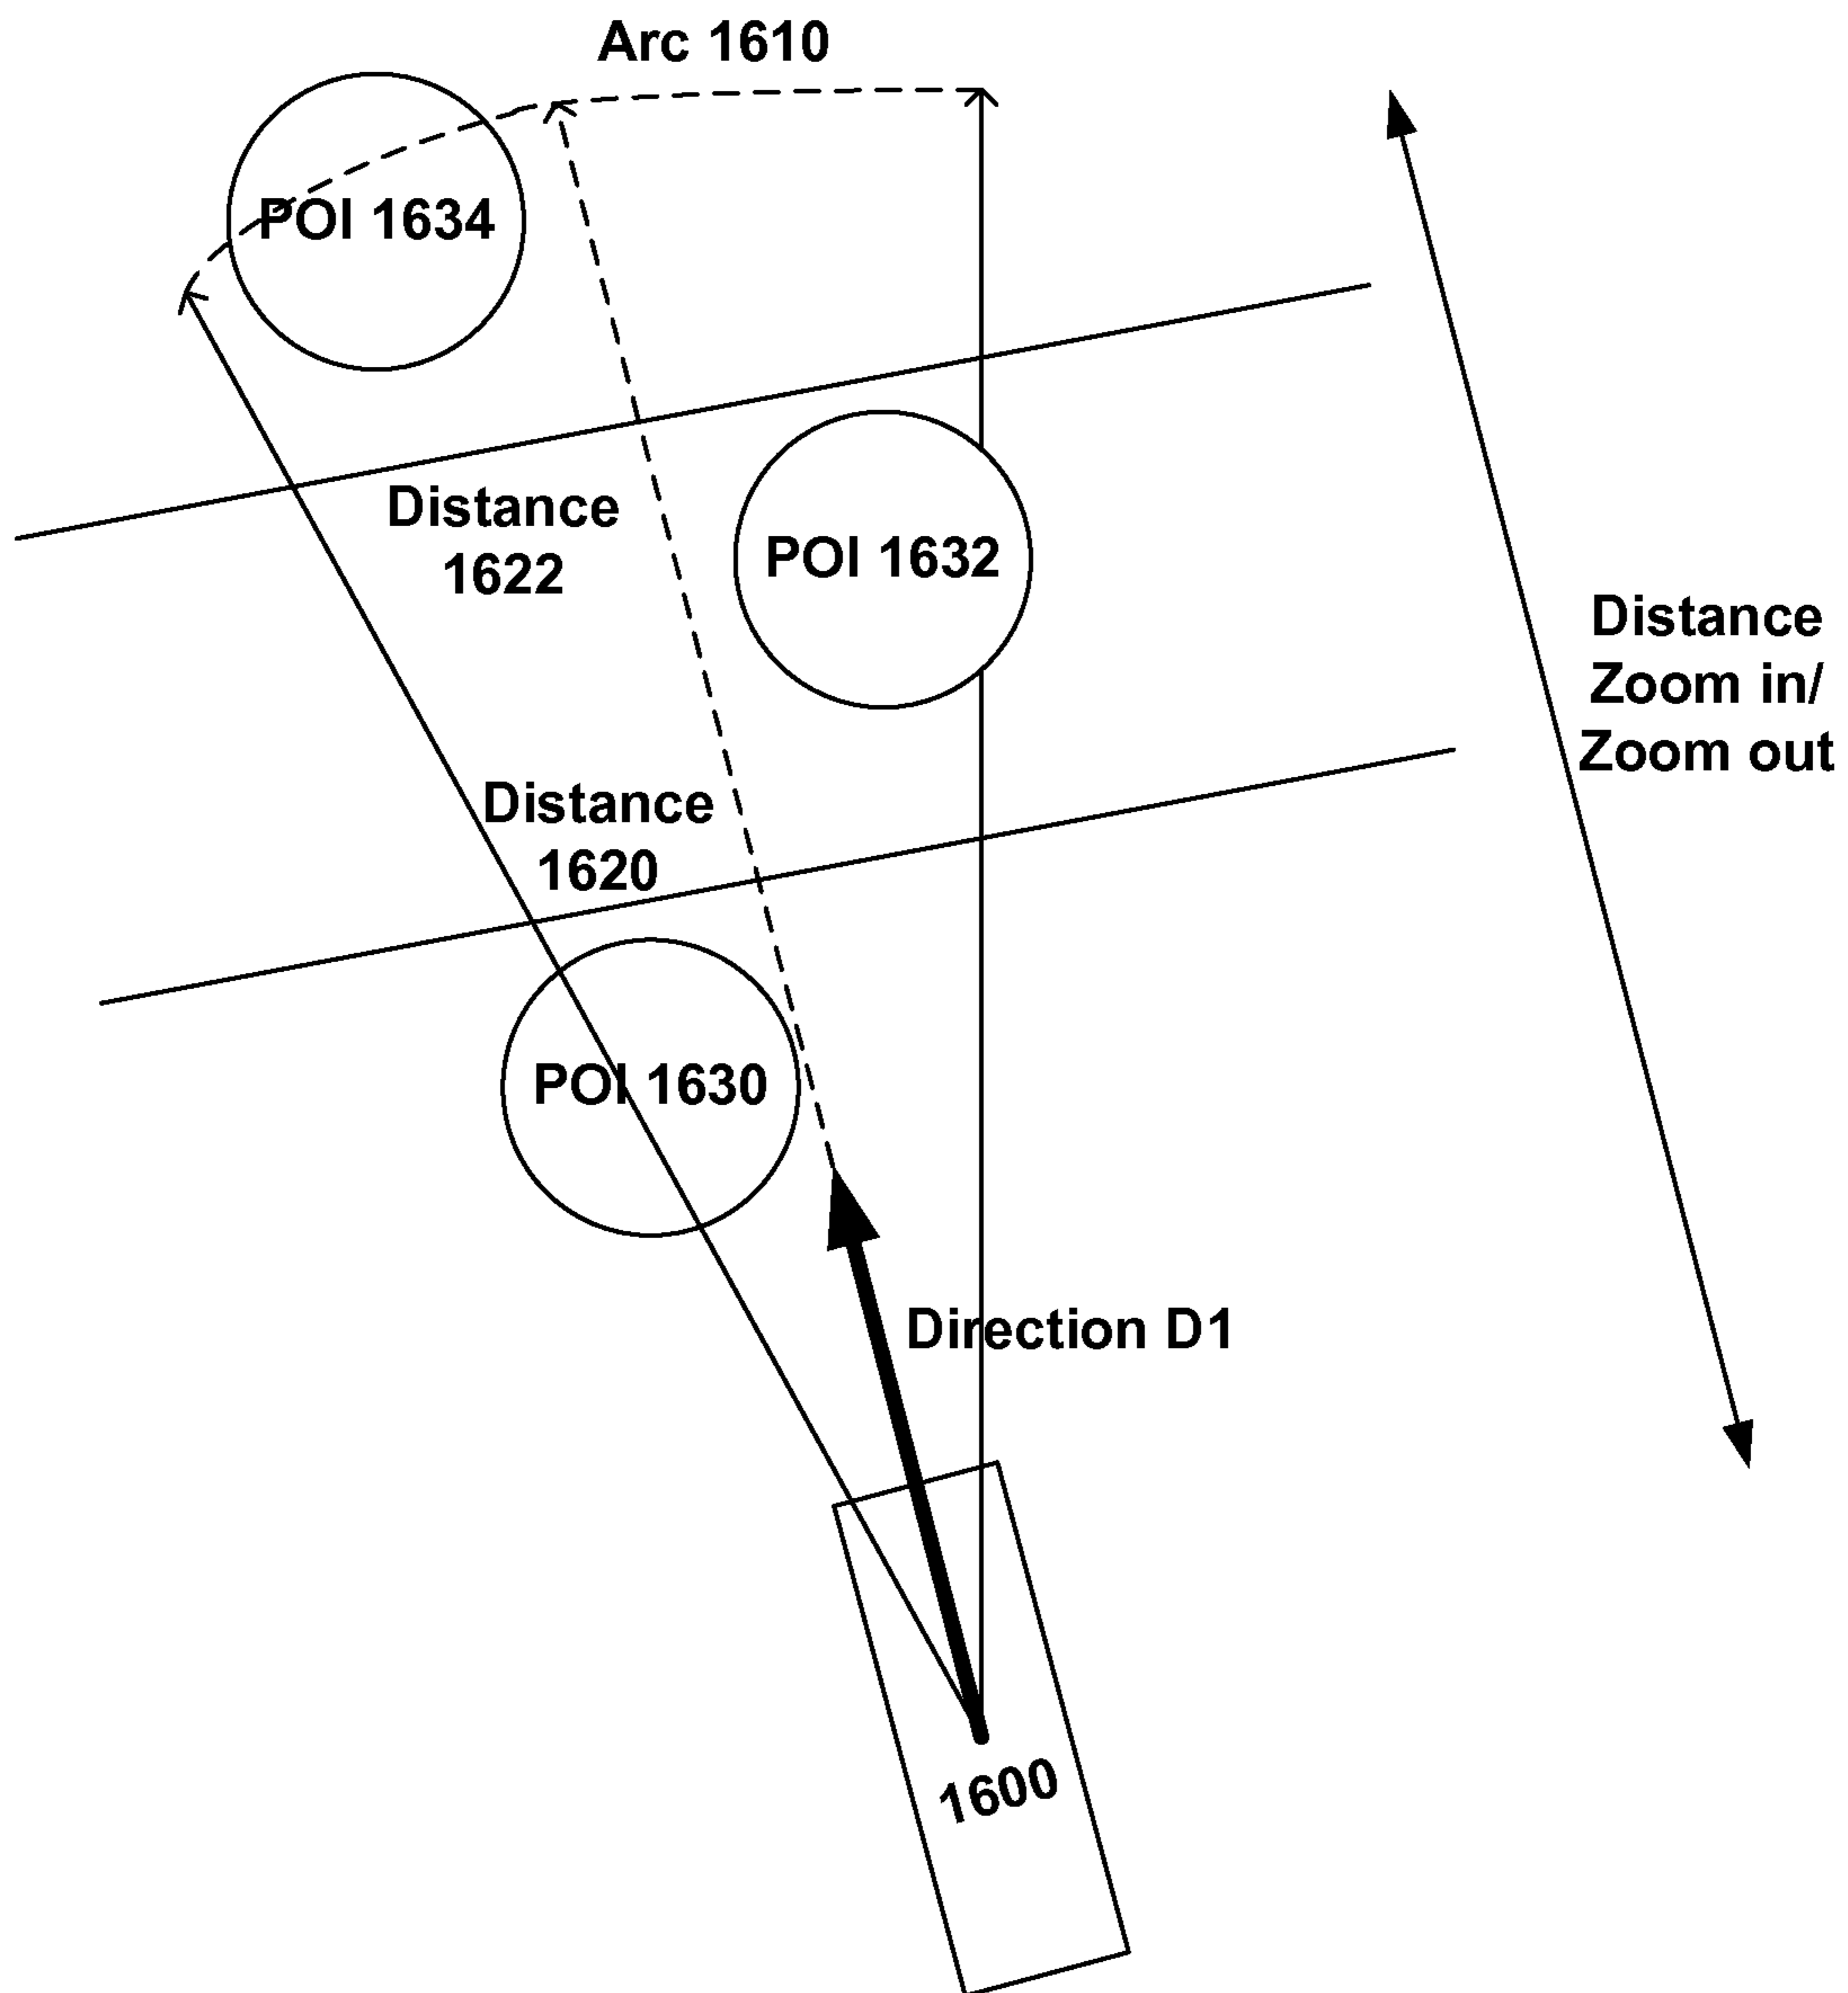 Arc 1610
POI 1634
Distance
1622
POI 1632
Distance
Zoom in/
Zoom out
Distance
1620
POI 1630
Direction D1
1600